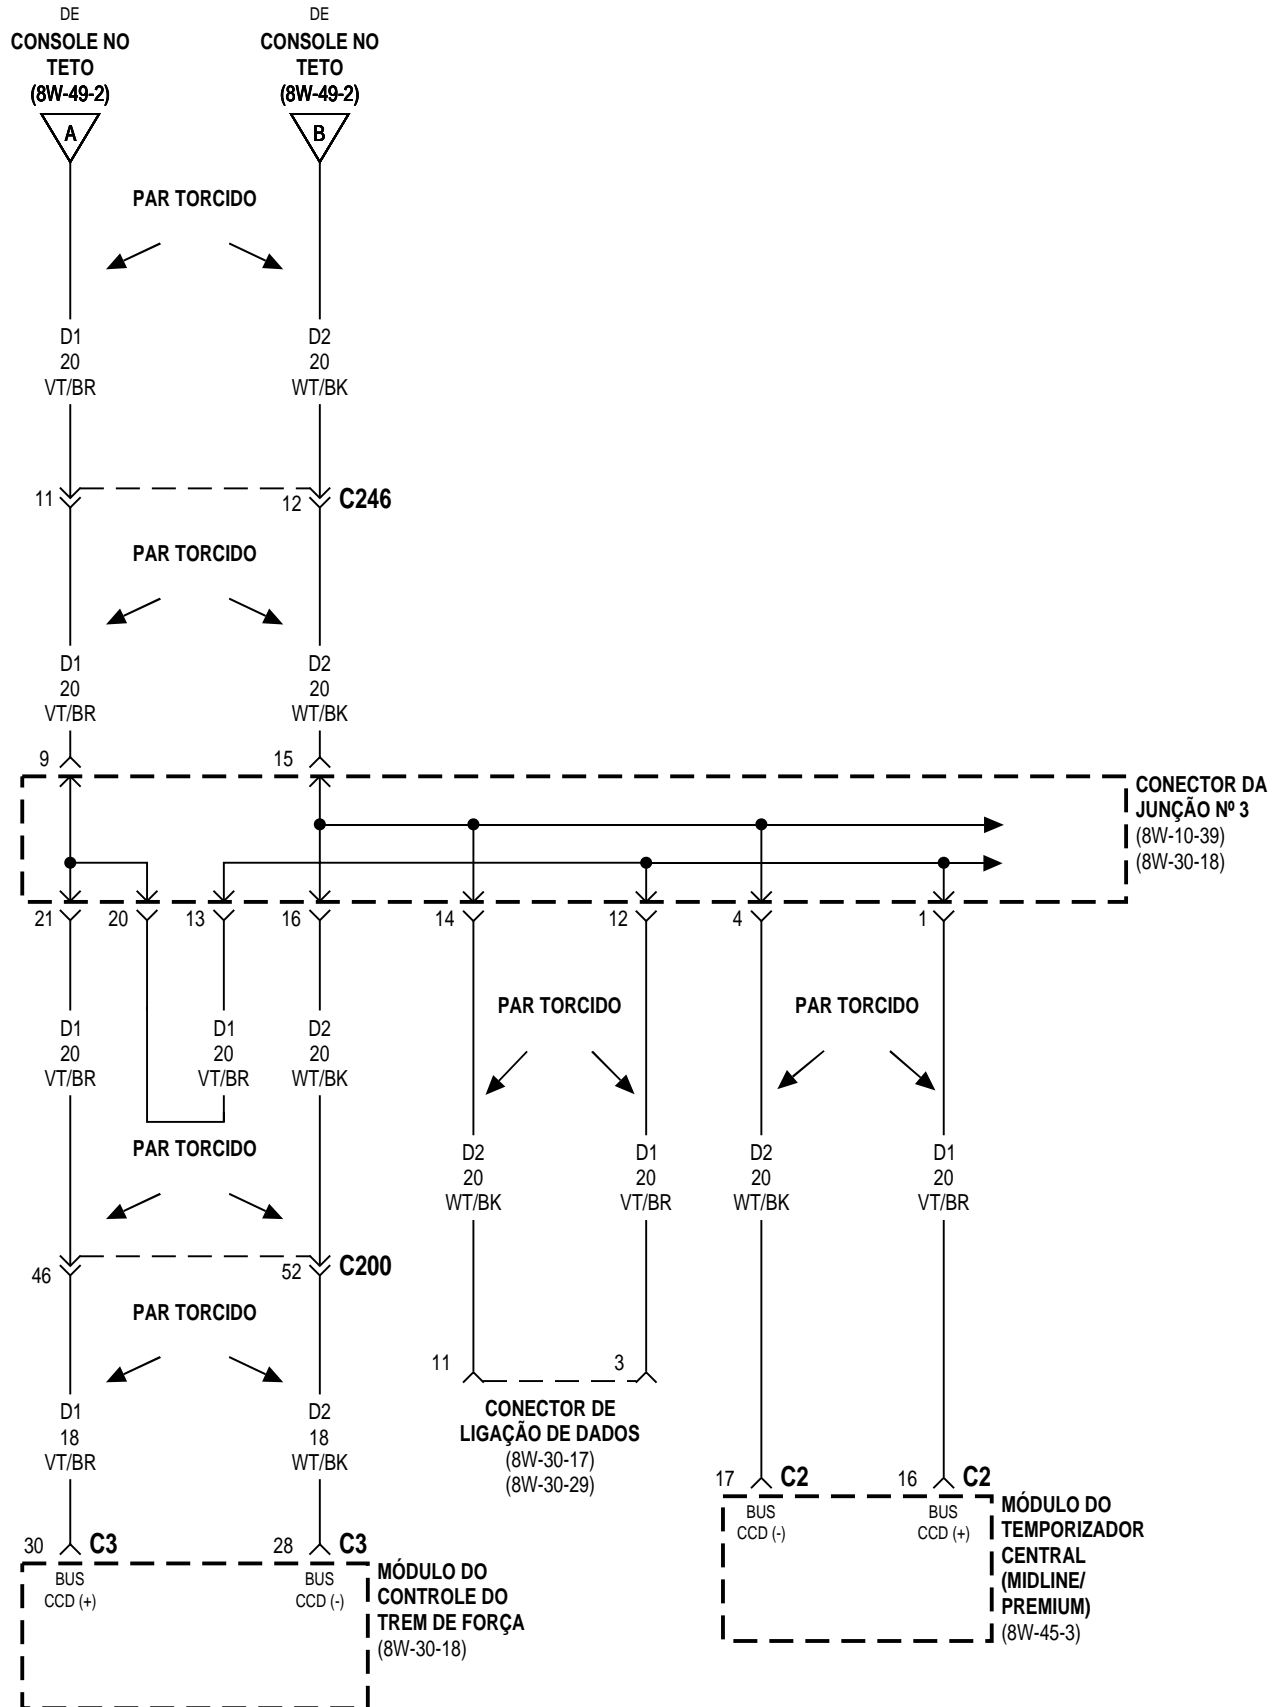 DE
CONSOLE NO
TETO
(8W-49-2)
A
DE
CONSOLE NO
TETO
(8W-49-2)
B
PAR TORCIDO
D1
20
VT/BR
D2
20
WT/BK
11
12
C246
PAR TORCIDO
D1
20
VT/BR
D2
20
WT/BK
9
15
CONECTOR DA
JUNÇÃO Nº 3
(8W-10-39)
(8W-30-18)
21
20
13
16
14
12
4
1
PAR TORCIDO
PAR TORCIDO
D1
20
VT/BR
D1
20
VT/BR
D2
20
WT/BK
PAR TORCIDO
D2
20
WT/BK
D1
20
VT/BR
D2
20
WT/BK
D1
20
VT/BR
46
52
C200
PAR TORCIDO
11
3
CONECTOR DE
LIGAÇÃO DE DADOS
(8W-30-17)
(8W-30-29)
D1
18
VT/BR
D2
18
WT/BK
17
C2
16
C2
BUS
CCD (-)
BUS
CCD (+)
MÓDULO DO
TEMPORIZADOR
CENTRAL
(MIDLINE/
PREMIUM)
(8W-45-3)
30
C3
28
C3
BUS
CCD (+)
BUS
CCD (-)
MÓDULO DO
CONTROLE DO
TREM DE FORÇA
(8W-30-18)